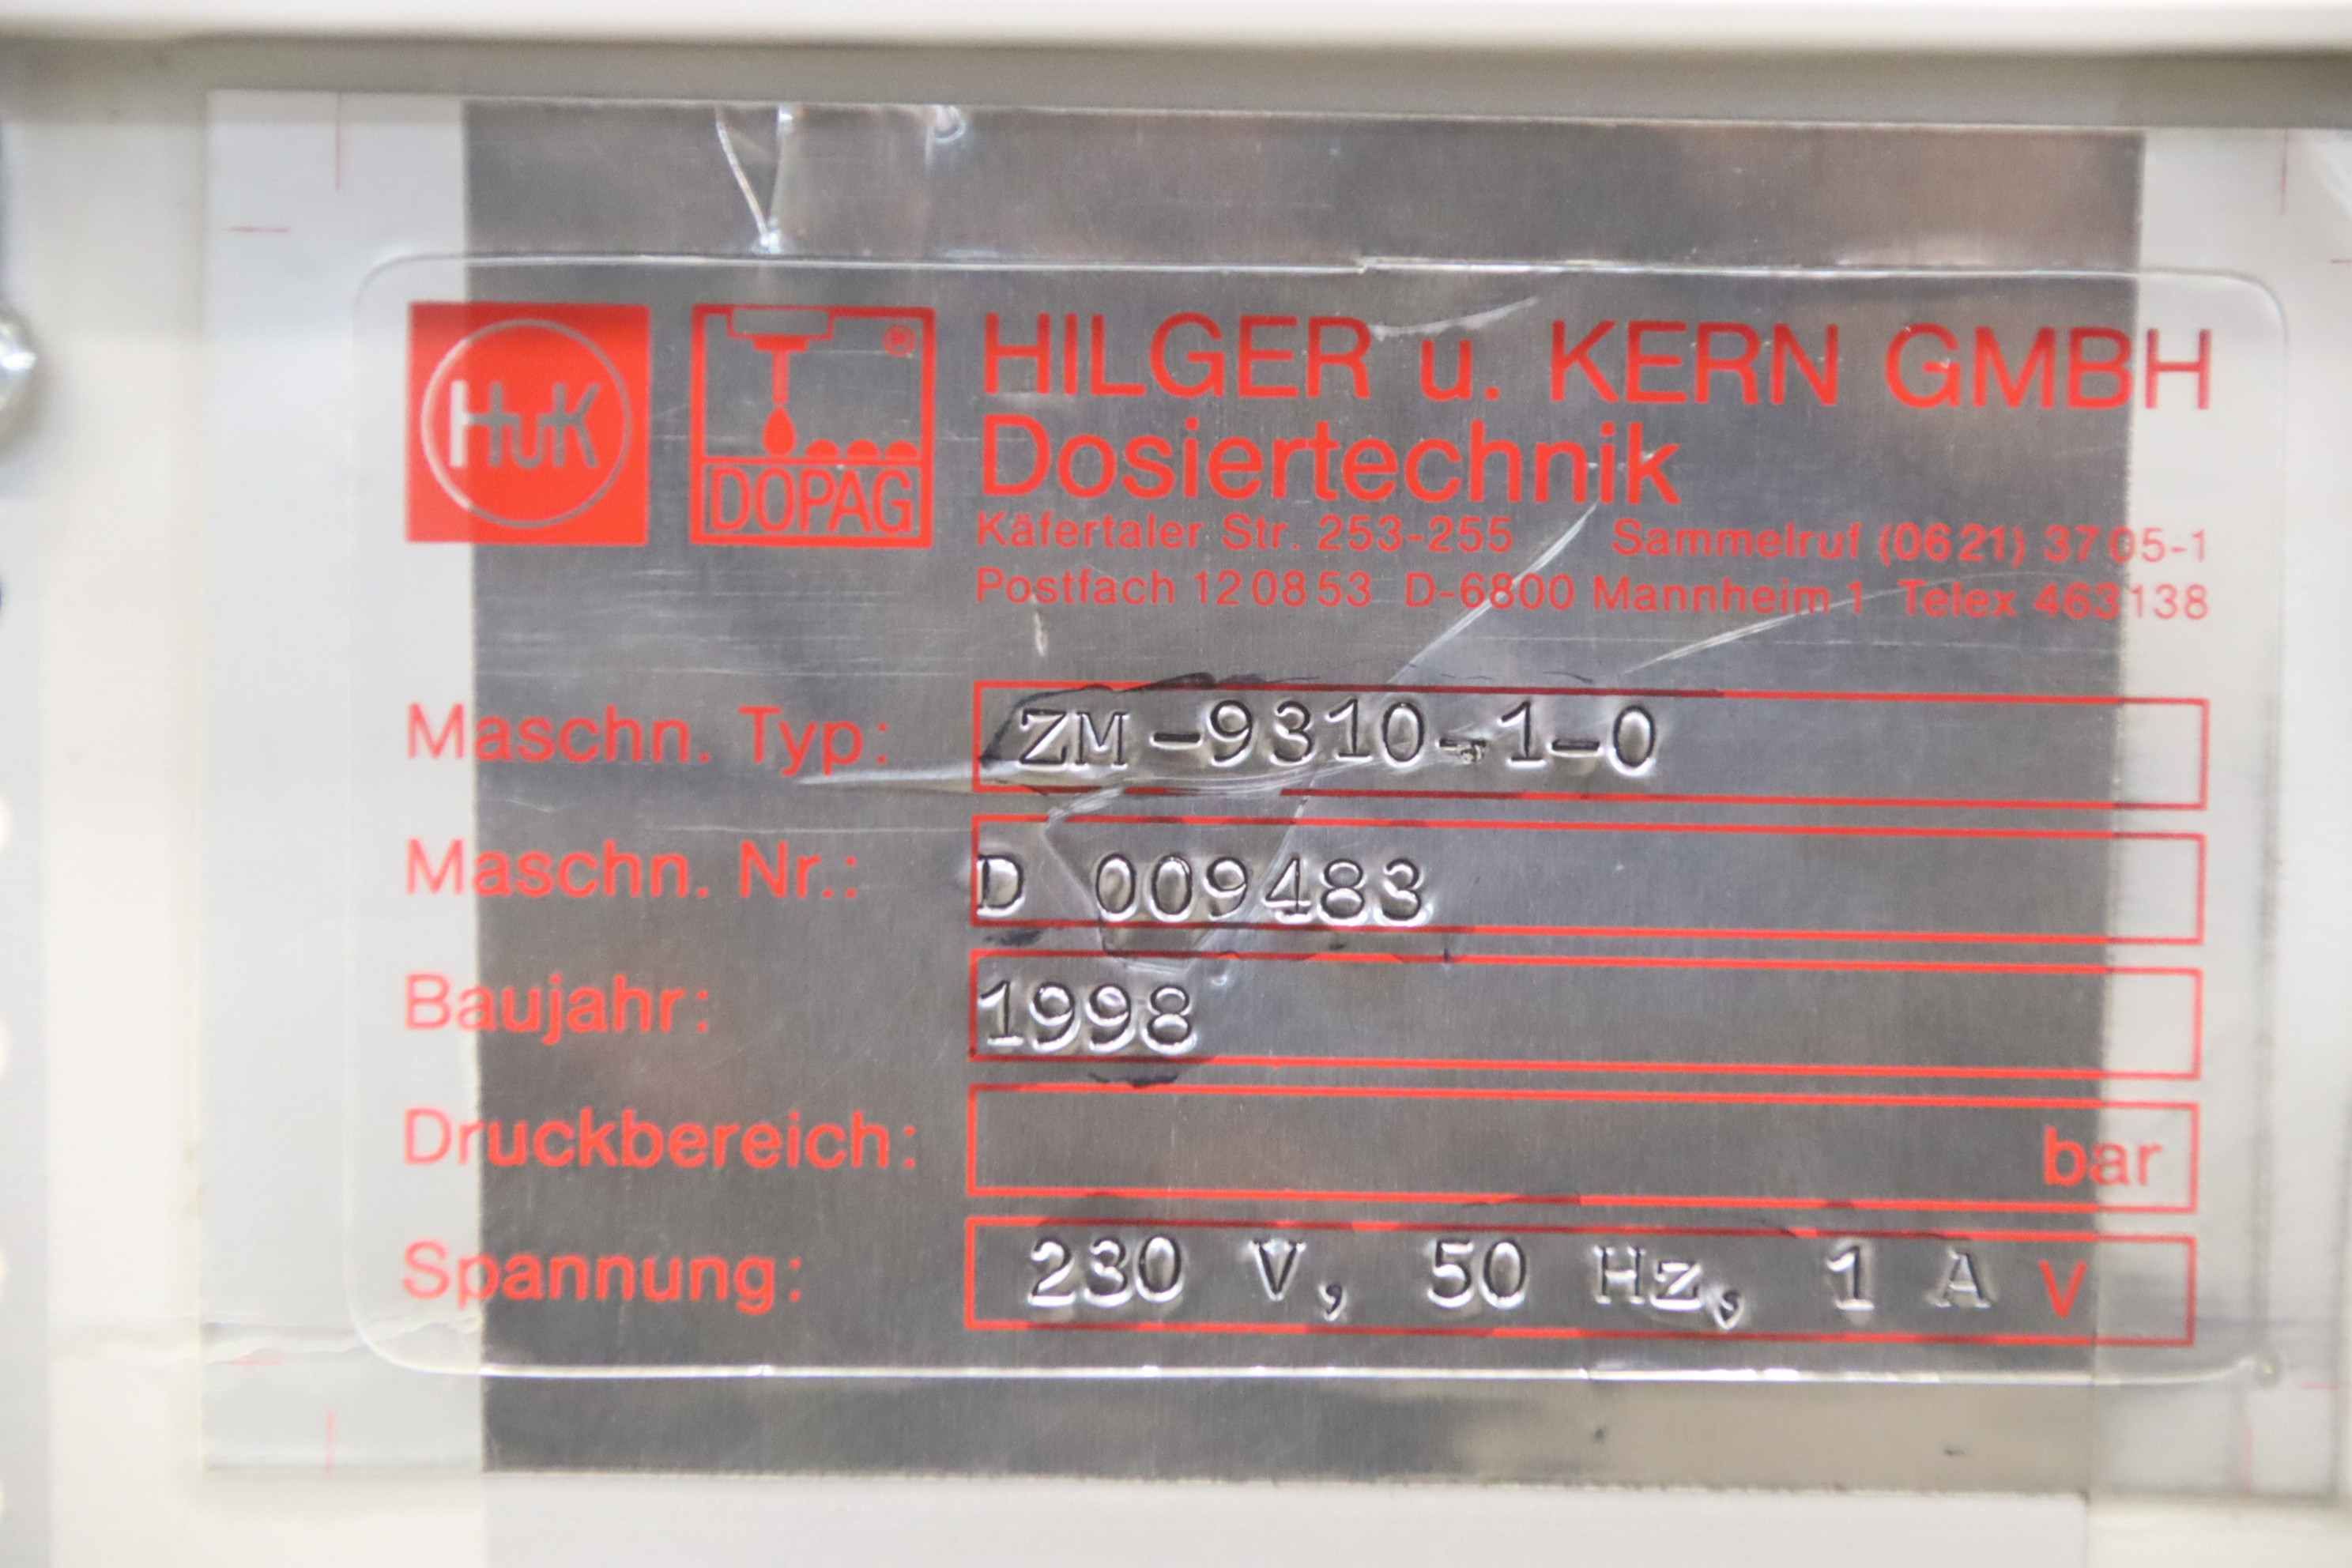 HuK
DOPAG ®
HILGER u. KERN GMBH
Dosiertechnik
Käfertaler Str. 253-255 Sammelruf (0621) 3705-1
Postfach 120853 D-6800 Mannheim 1 Telex 463138
Maschn. Typ: ZM-9310-1-0
Maschn. Nr.: D 009483
Baujahr: 1998
Druckbereich: bar
Spannung: 230 V, 50 Hz, 1 A V